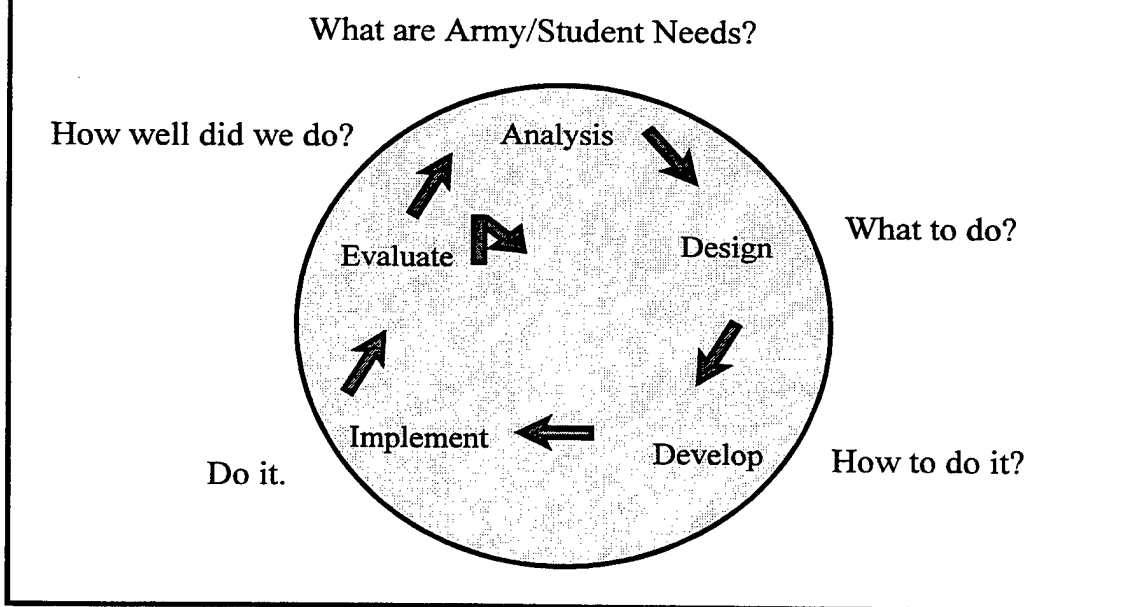 What are Army/Student Needs?
How well did we do?
Analysis
What to do?
Evaluate
Design
Implement
Develop
How to do it?
Do it.